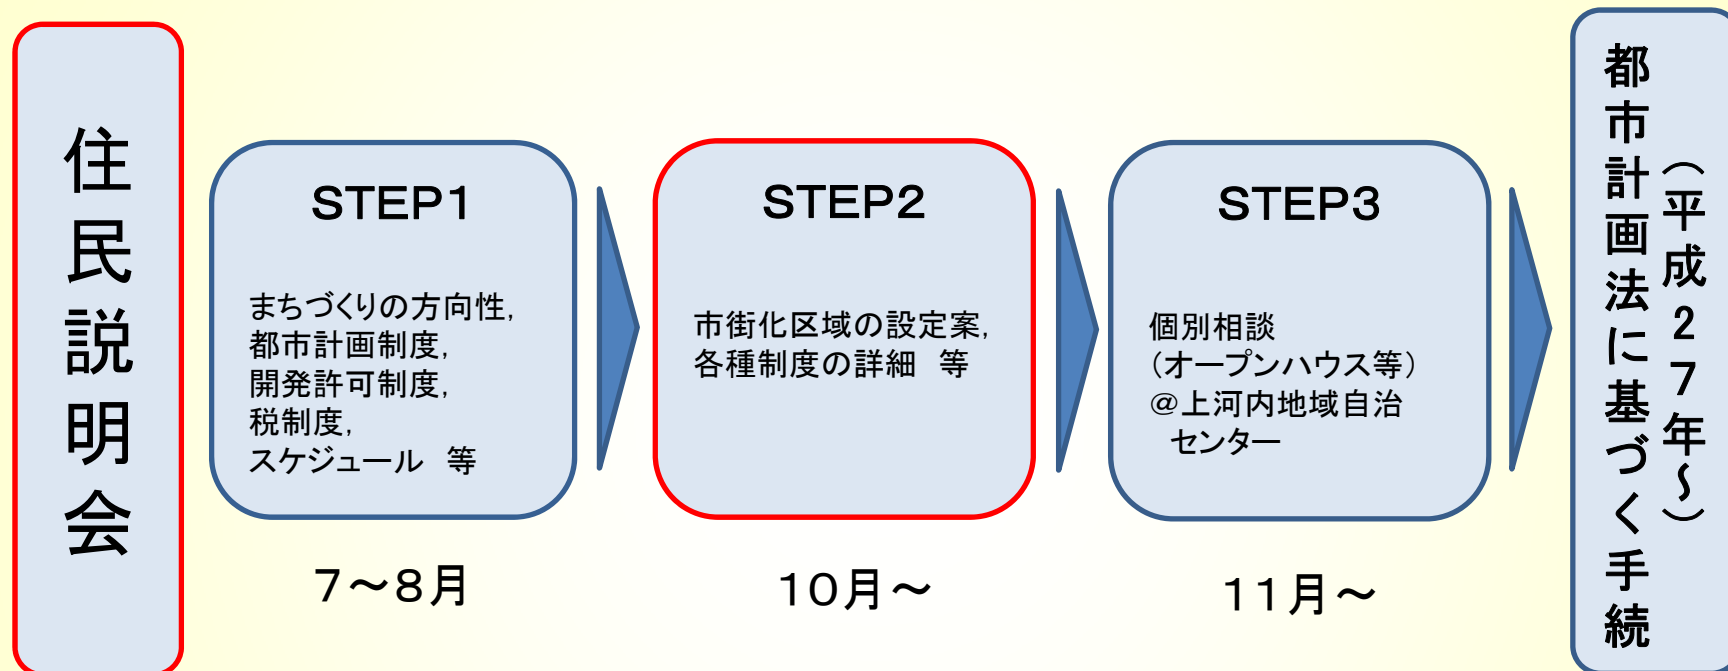 住民説明会
STEP1
まちづくりの方向性,
都市計画制度,
開発許可制度,
税制度,
スケジュール　等
7～8月
STEP2
市街化区域の設定案,
各種制度の詳細　等
10月～
STEP3
個別相談
（オープンハウス等）
＠上河内地域自治
センター
11月～
都市計画法に基づく手続
（平成27年～）